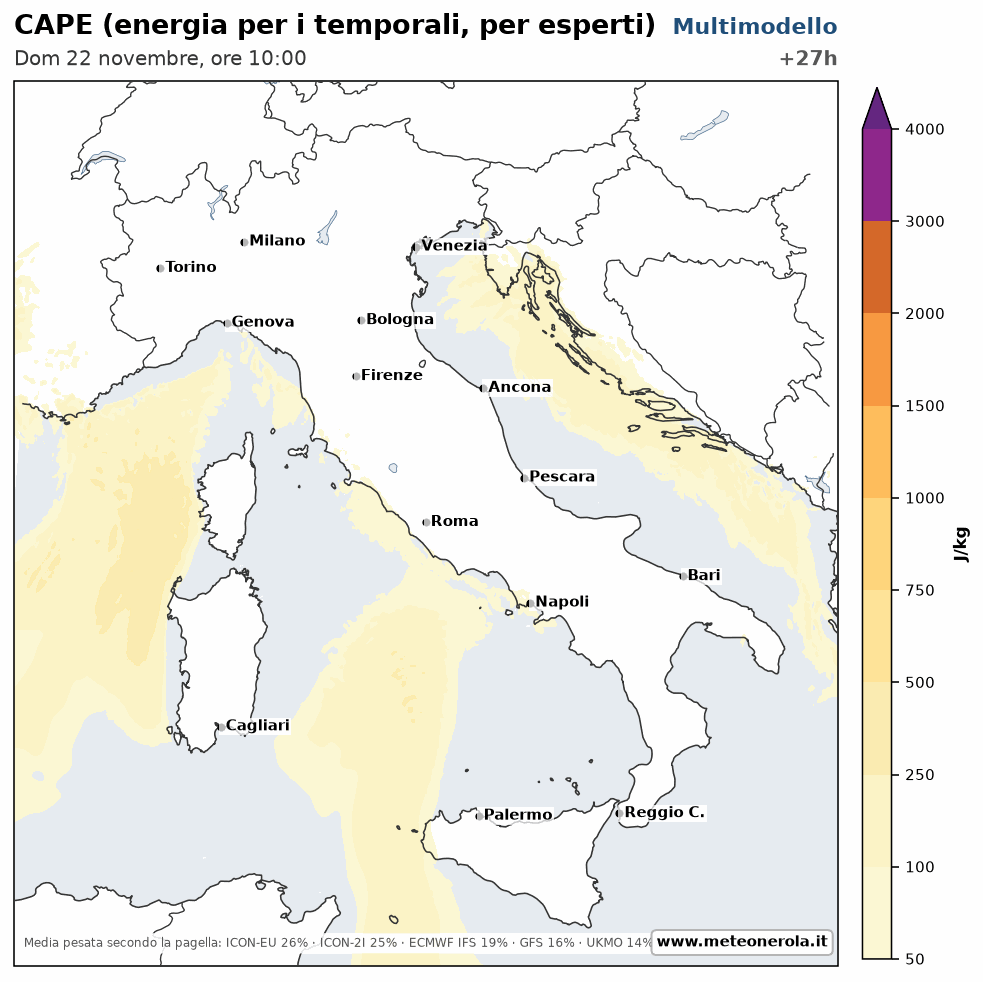 CAPE (energia per i temporali, per esperti)
Multimodello
Dom 22 novembre, ore 10:00
+27h
4000
3000
2000
1500
1000
750
500
250
100
50
J/kg
Milano
Venezia
Torino
Genova
Bologna
Firenze
Ancona
Pescara
Roma
Bari
Napoli
Cagliari
Palermo
Reggio C.
Media pesata secondo la pagella: ICON-EU 26% · ICON-2I 25% · ECMWF IFS 19% · GFS 16% · UKMO 14%
www.meteonerola.it